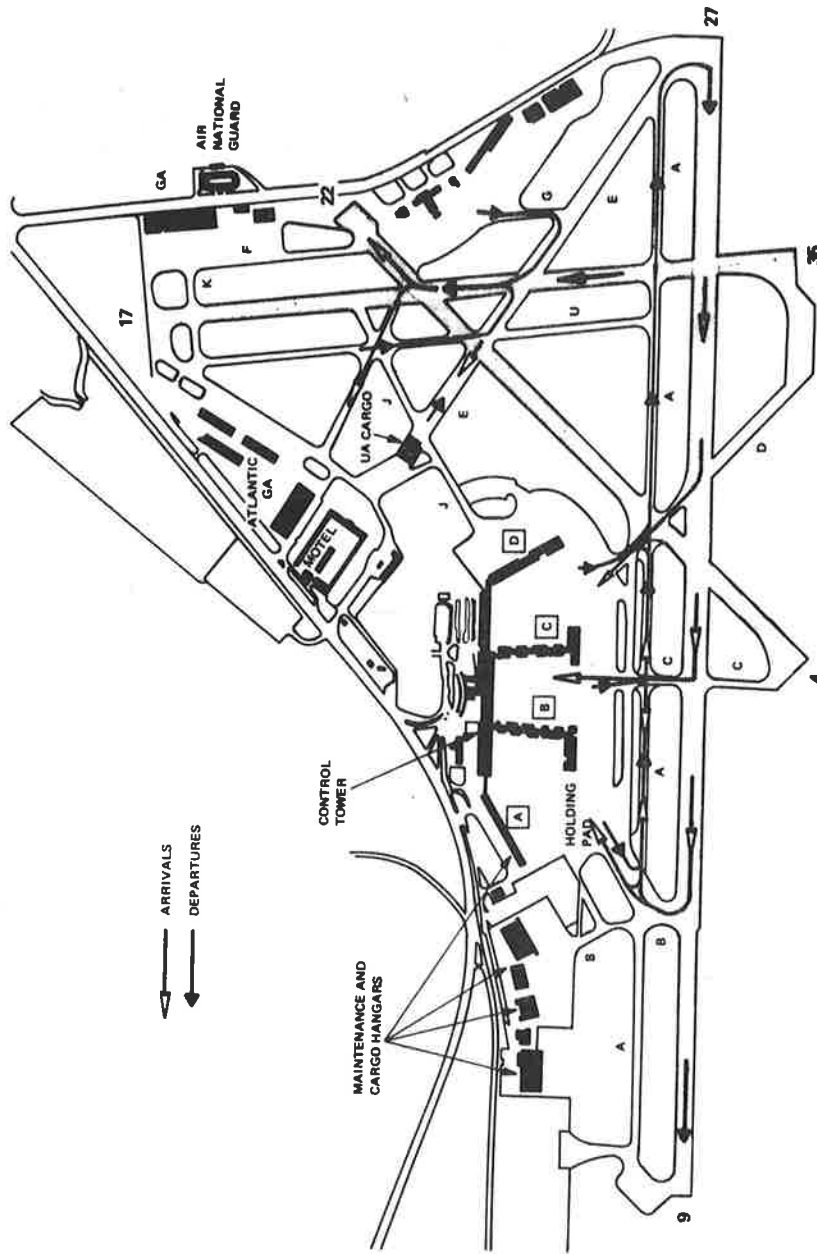 27
AIR
NATIONAL
GUARD
GA
22
F
K
17
G
E
A
35
U
A
D
J
UA CARGO
E
J
ATLANTIC
GA
MOTEL
D
C
B
A
C
C
4
A
CONTROL
TOWER
HOLDING
PAD
ARRIVALS
DEPARTURES
MAINTENANCE AND
CARGO HANGARS
B
B
A
9